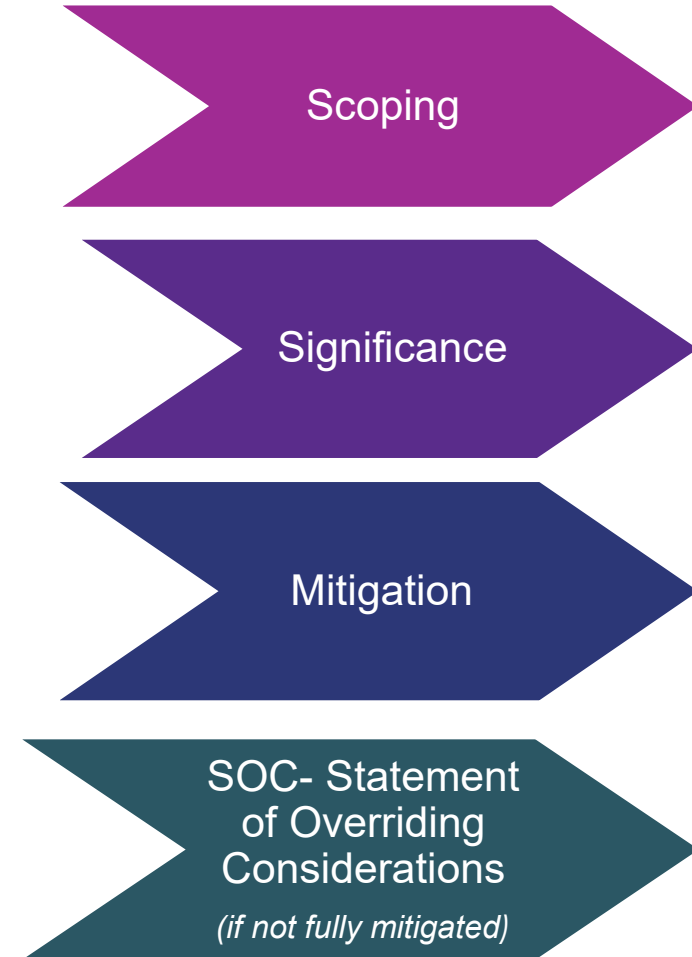 Scoping
Significance
Mitigation
SOC- Statement
of Overriding
Considerations
(if not fully mitigated)